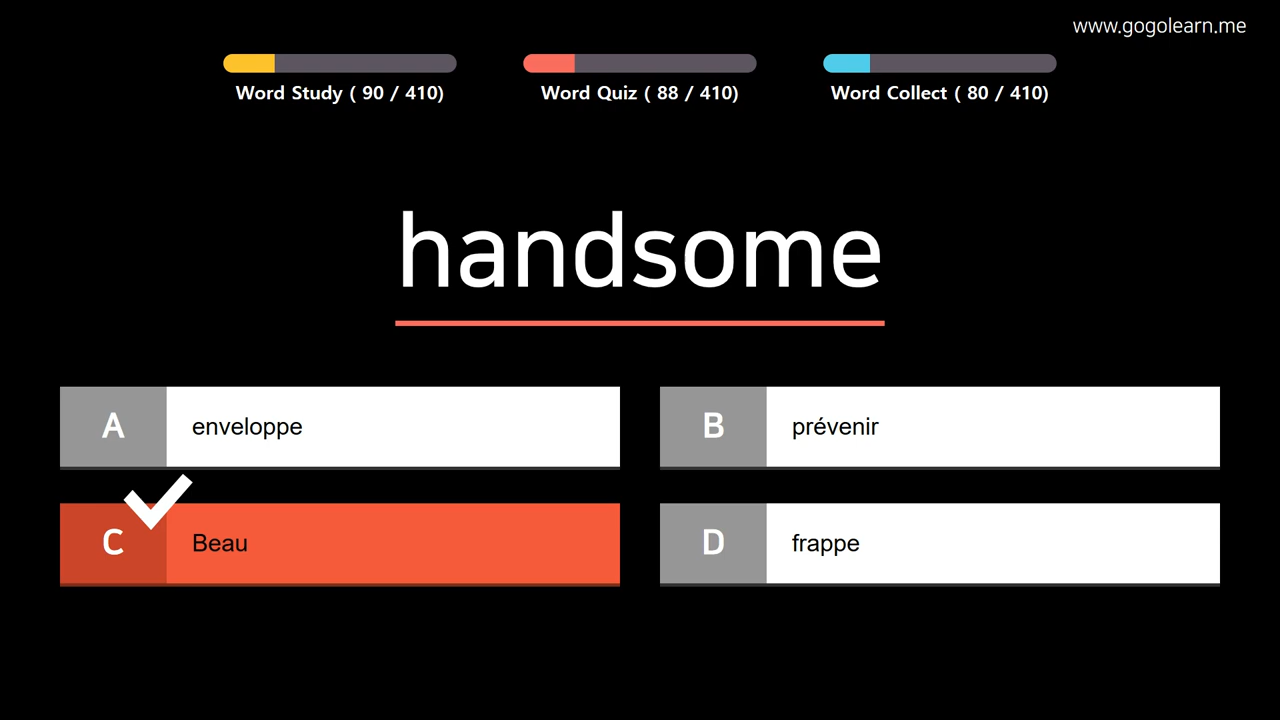 www.gogolearn.me
Word Study ( 90 / 410)
Word Quiz ( 88 / 410)
Word Collect ( 80 / 410)
handsome
A enveloppe
B prévenir
C Beau
D frappe